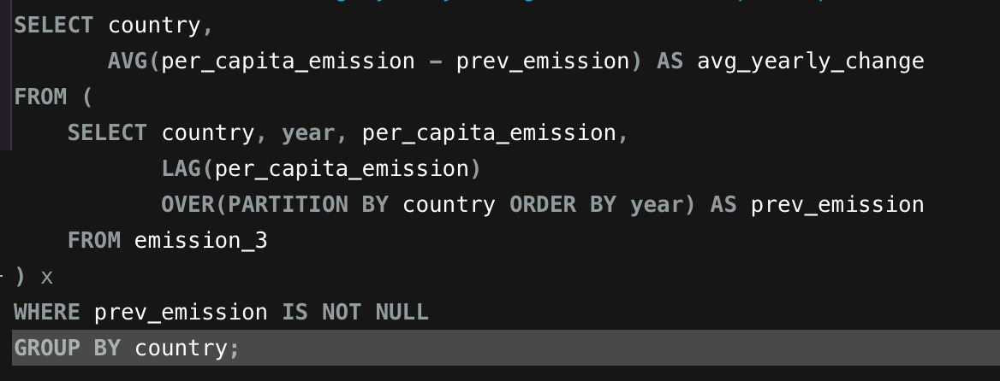 SELECT country,
AVG(per_capita_emission - prev_emission) AS avg_yearly_change
FROM (
SELECT country, year, per_capita_emission,
LAG(per_capita_emission)
OVER(PARTITION BY country ORDER BY year) AS prev_emission
FROM emission_3
) x
WHERE prev_emission IS NOT NULL
GROUP BY country;